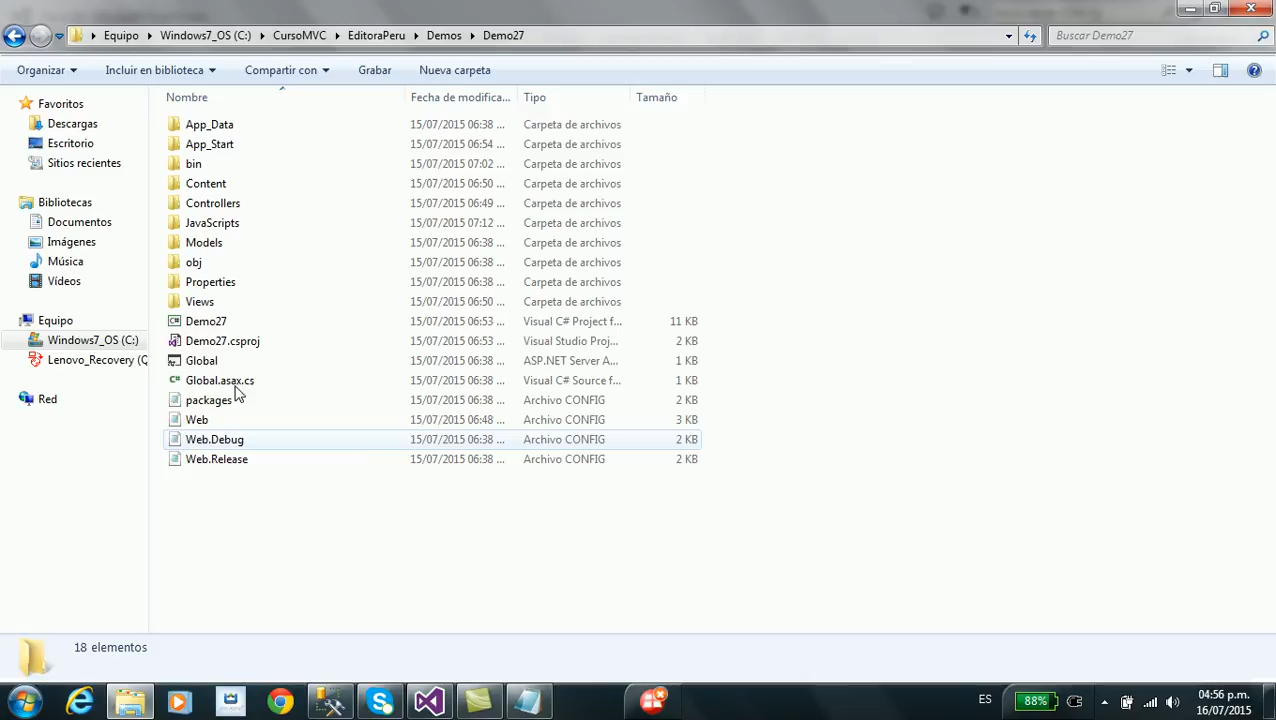 Equipo Windows7_OS (C:) CursoMVC EditoraPeru Demos Demo27 Buscar Demo27
Organizar Incluir en biblioteca Compartir con Grabar Nueva carpeta
Nombre Fecha de modifica... Tipo Tamaño
Favoritos
Descargas
Escritorio
Sitios recientes
Bibliotecas
Documentos
Imágenes
Música
Vídeos
Equipo
Windows7_OS (C:)
Lenovo_Recovery (Q
Red
App_Data 15/07/2015 06:38 ... Carpeta de archivos
App_Start 15/07/2015 06:54 ... Carpeta de archivos
bin 15/07/2015 07:02 ... Carpeta de archivos
Content 15/07/2015 06:50 ... Carpeta de archivos
Controllers 15/07/2015 06:49 ... Carpeta de archivos
JavaScripts 15/07/2015 07:12 ... Carpeta de archivos
Models 15/07/2015 06:38 ... Carpeta de archivos
obj 15/07/2015 06:38 ... Carpeta de archivos
Properties 15/07/2015 06:38 ... Carpeta de archivos
Views 15/07/2015 06:50 ... Carpeta de archivos
Demo27 15/07/2015 06:53 ... Visual C# Project f... 11 KB
Demo27.csproj 15/07/2015 06:53 ... Visual Studio Proj... 2 KB
Global 15/07/2015 06:38 ... ASP.NET Server A... 1 KB
Global.asax.cs 15/07/2015 06:38 ... Visual C# Source f... 1 KB
packages 15/07/2015 06:38 ... Archivo CONFIG 2 KB
Web 15/07/2015 06:48 ... Archivo CONFIG 3 KB
Web.Debug 15/07/2015 06:38 ... Archivo CONFIG 2 KB
Web.Release 15/07/2015 06:38 ... Archivo CONFIG 2 KB
18 elementos
ES 88% 04:56 p.m.
16/07/2015